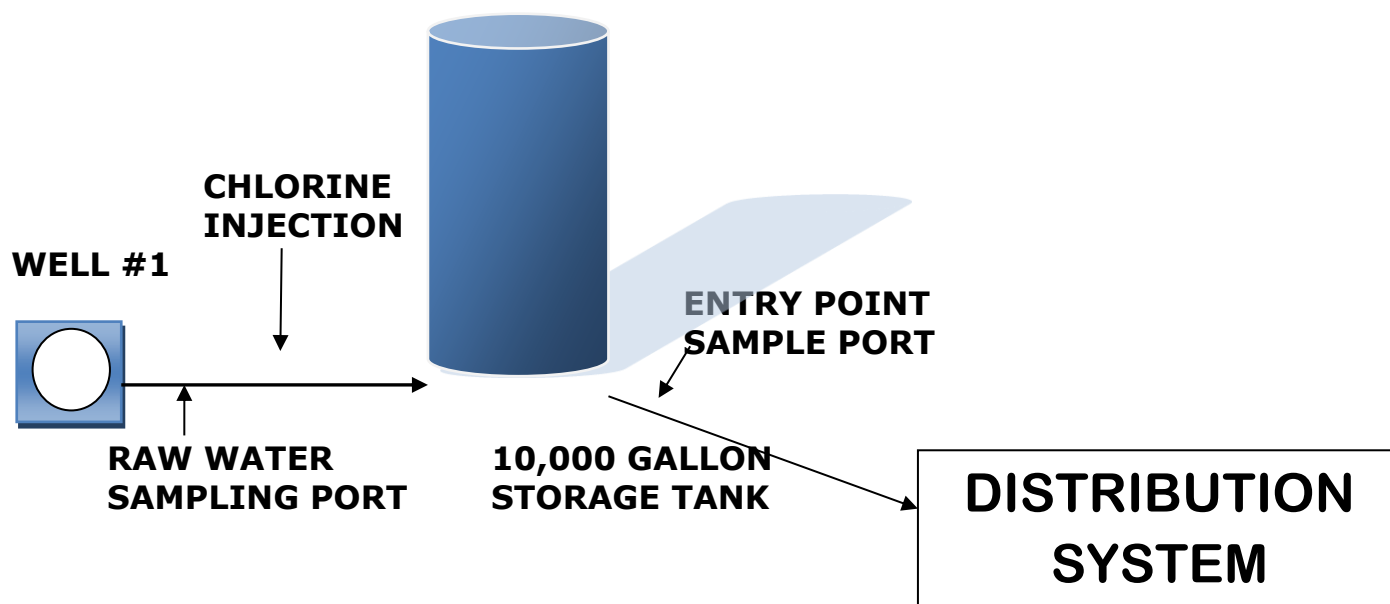 CHLORINE
INJECTION
WELL #1
ENTRY POINT
SAMPLE PORT
RAW WATER
SAMPLING PORT
10,000 GALLON
STORAGE TANK
DISTRIBUTION
SYSTEM